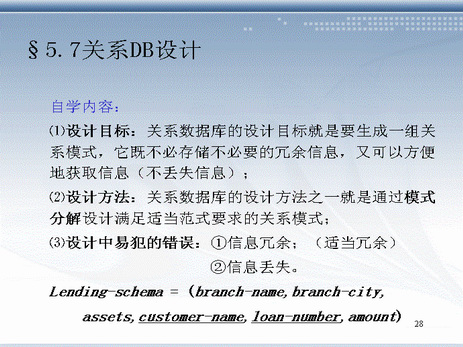 §5.7关系DB设计
自学内容：
⑴设计目标：关系数据库的设计目标就是要生成一组关
系模式，它既不必存储不必要的冗余信息，又可以方便
地获取信息（不丢失信息）；
⑵设计方法：关系数据库的设计方法之一就是通过模式
分解设计满足适当范式要求的关系模式；
⑶设计中易犯的错误：①信息冗余；（适当冗余）
②信息丢失。
Lending-schema = (branch-name,branch-city,
assets,customer-name,loan-number,amount)
28